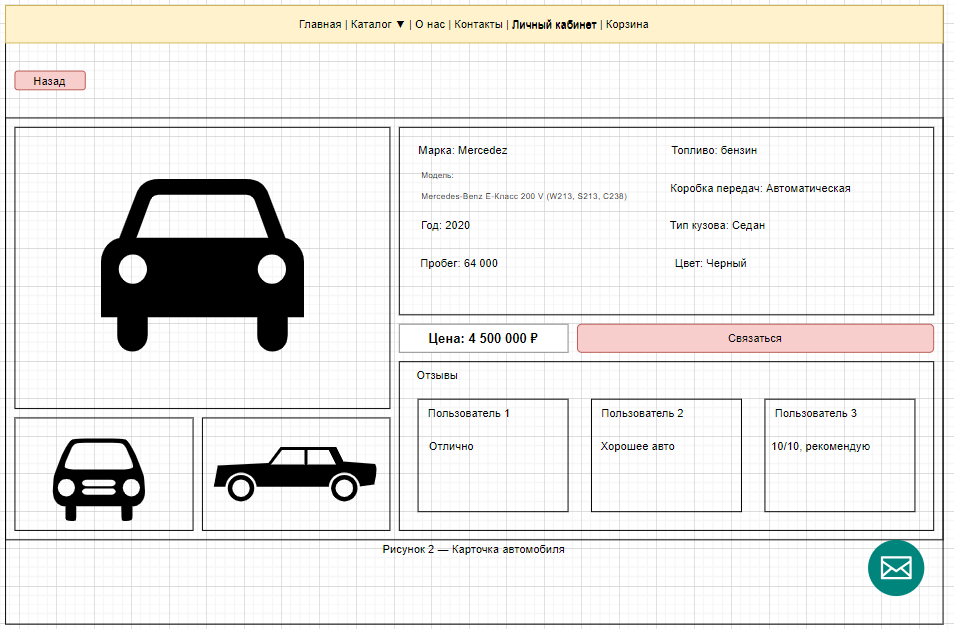 Главная | Каталог ▼ | О нас | Контакты | Личный кабинет | Корзина
Назад
Марка: Mercedez
Топливо: бензин
Модель:
Mercedes-Benz E-Класс 200 V (W213, S213, C238)
Коробка передач: Автоматическая
Год: 2020
Тип кузова: Седан
Пробег: 64 000
Цвет: Черный
Цена: 4 500 000 ₽
Связаться
Отзывы
Пользователь 1
Отлично
Пользователь 2
Хорошее авто
Пользователь 3
10/10, рекомендую
Рисунок 2 — Карточка автомобиля